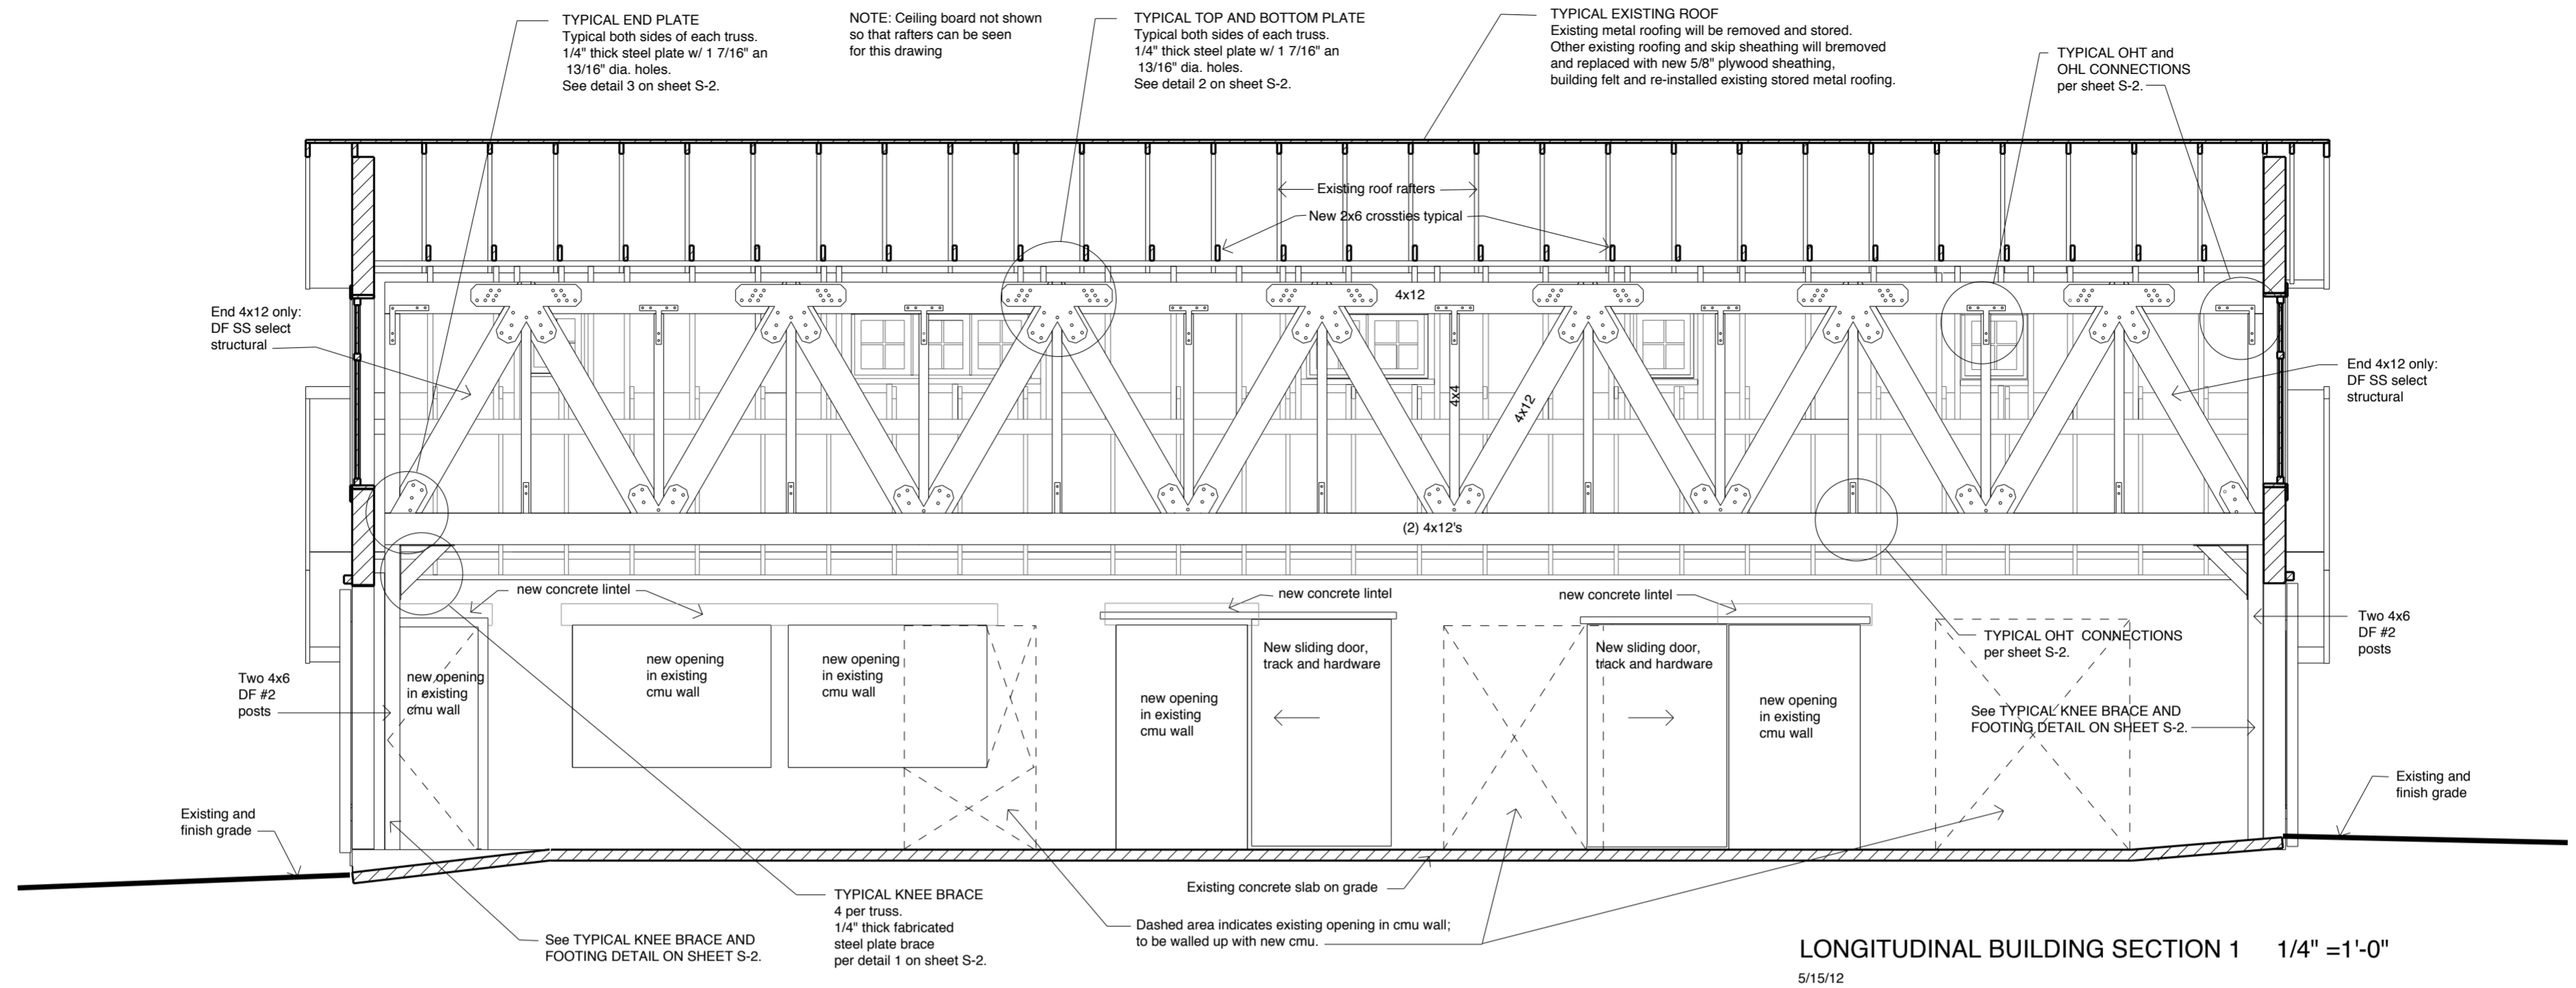 TYPICAL END PLATE
Typical both sides of each truss.
1/4" thick steel plate w/ 1 7/16" an
13/16" dia. holes.
See detail 3 on sheet S-2.
NOTE: Ceiling board not shown
so that rafters can be seen
for this drawing
TYPICAL TOP AND BOTTOM PLATE
Typical both sides of each truss.
1/4" thick steel plate w/ 1 7/16" an
13/16" dia. holes.
See detail 2 on sheet S-2.
TYPICAL EXISTING ROOF
Existing metal roofing will be removed and stored.
Other existing roofing and skip sheathing will bremoved
and replaced with new 5/8" plywood sheathing,
building felt and re-installed existing stored metal roofing.
TYPICAL OHT and
OHL CONNECTIONS
per sheet S-2.
Existing roof rafters
New 2x6 crossties typical
4x12
End 4x12 only:
DF SS select
structural
4x4
4x12
End 4x12 only:
DF SS select
structural
(2) 4x12's
new concrete lintel
new concrete lintel
new concrete lintel
Two 4x6
DF #2
posts
new opening
in existing
cmu wall
new opening
in existing
cmu wall
new opening
in existing
cmu wall
new opening
in existing
cmu wall
New sliding door,
track and hardware
New sliding door,
track and hardware
new opening
in existing
cmu wall
TYPICAL OHT CONNECTIONS
per sheet S-2.
See TYPICAL KNEE BRACE AND
FOOTING DETAIL ON SHEET S-2.
Two 4x6
DF #2
posts
Existing and
finish grade
Existing and
finish grade
See TYPICAL KNEE BRACE AND
FOOTING DETAIL ON SHEET S-2.
TYPICAL KNEE BRACE
4 per truss.
1/4" thick fabricated
steel plate brace
per detail 1 on sheet S-2.
Existing concrete slab on grade
Dashed area indicates existing opening in cmu wall;
to be walled up with new cmu.
LONGITUDINAL BUILDING SECTION 1 1/4" =1'-0"
5/15/12